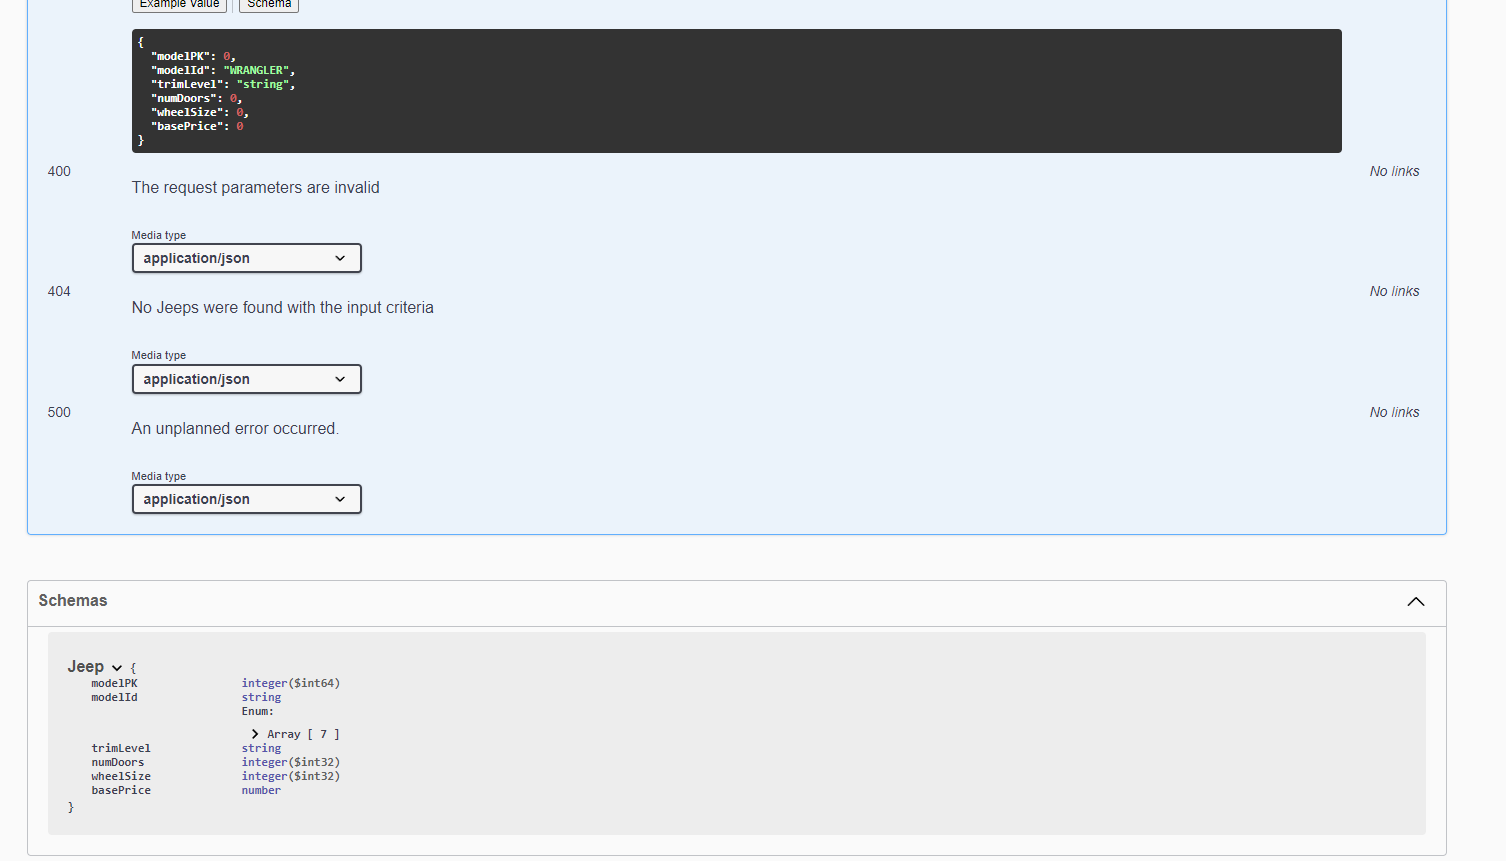 Example Value
Schema
{
"modelPK": 0,
"modelId": "WRANGLER",
"trimLevel": "string",
"numDoors": 0,
"wheelSize": 0,
"basePrice": 0
}
400
No links
The request parameters are invalid
Media type
application/json
404
No links
No Jeeps were found with the input criteria
Media type
application/json
500
No links
An unplanned error occurred.
Media type
application/json
Schemas
Jeep {
modelPK integer($int64)
modelId string
Enum:
Array [ 7 ]
trimLevel string
numDoors integer($int32)
wheelSize integer($int32)
basePrice number
}